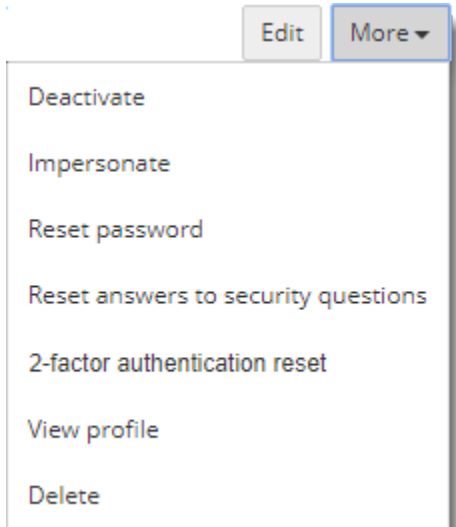 Edit More
Deactivate
Impersonate
Reset password
Reset answers to security questions
2-factor authentication reset
View profile
Delete